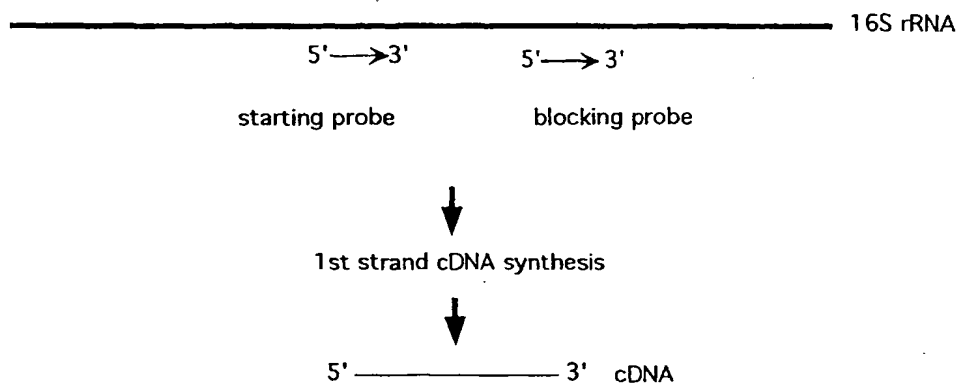 16S rRNA
5' 3' 5' 3'
starting probe blocking probe
1st strand cDNA synthesis
5' 3' cDNA